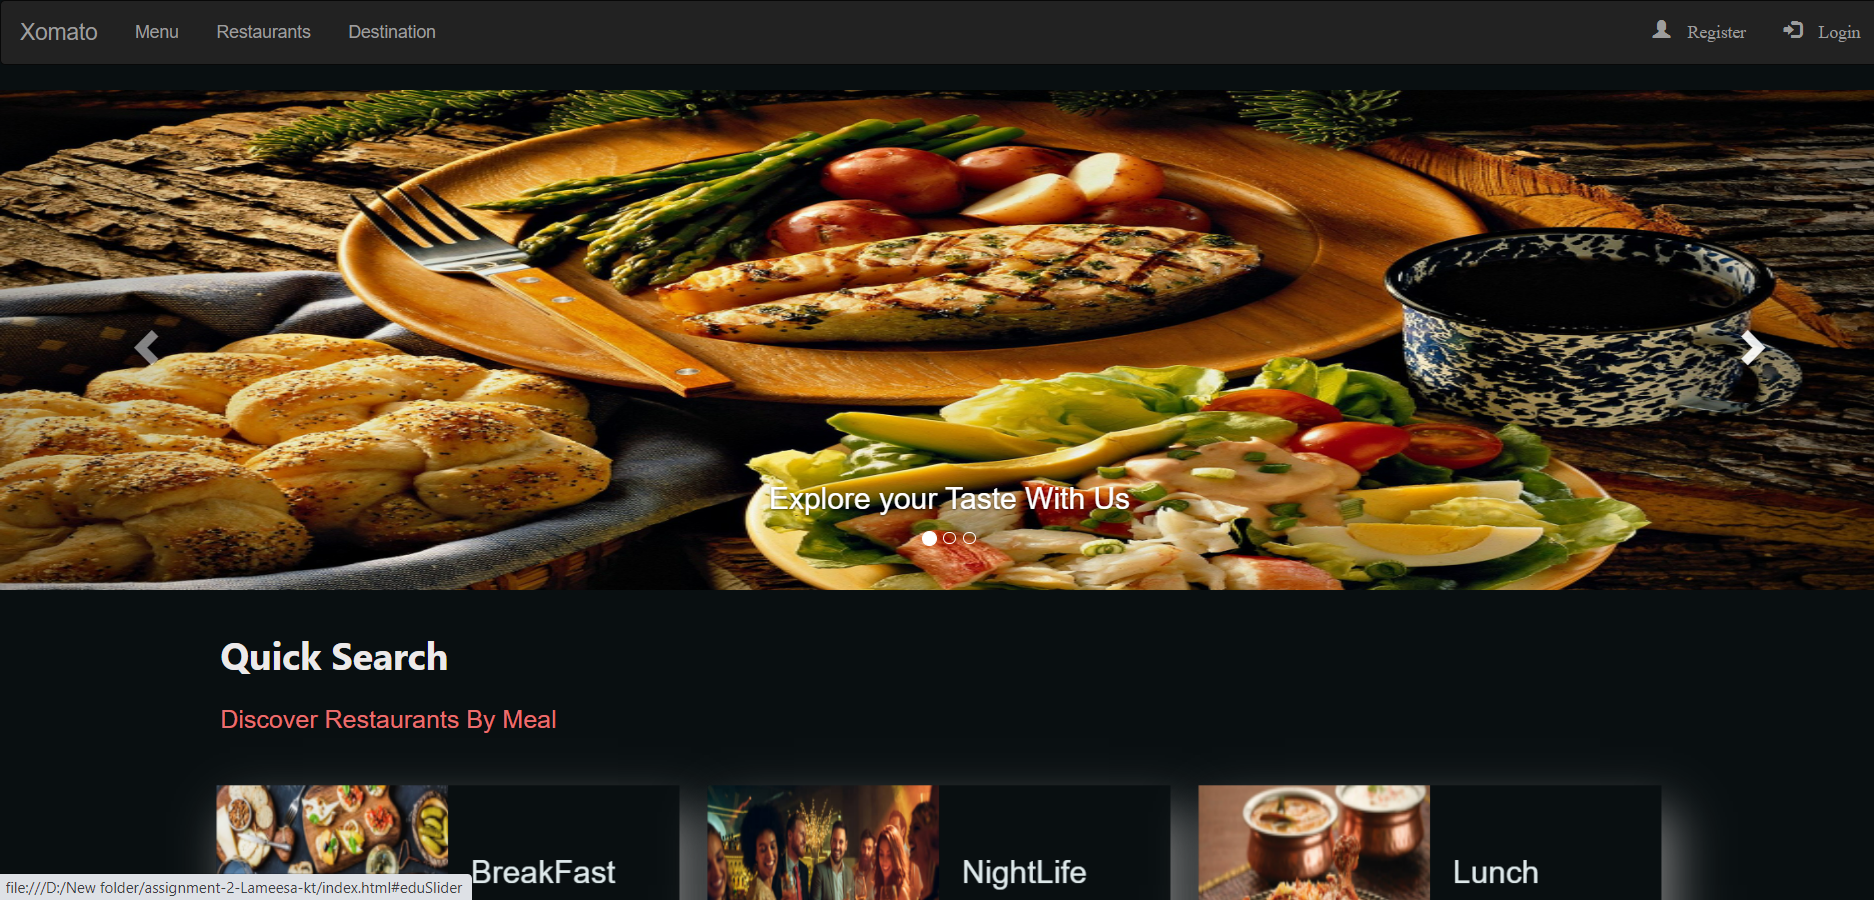 Xomato Menu Restaurants Destination Register Login
Explore your Taste With Us
Quick Search
Discover Restaurants By Meal
BreakFast NightLife Lunch
file:///D:/New folder/assignment-2-Lameesa-kt/index.html#eduSlider